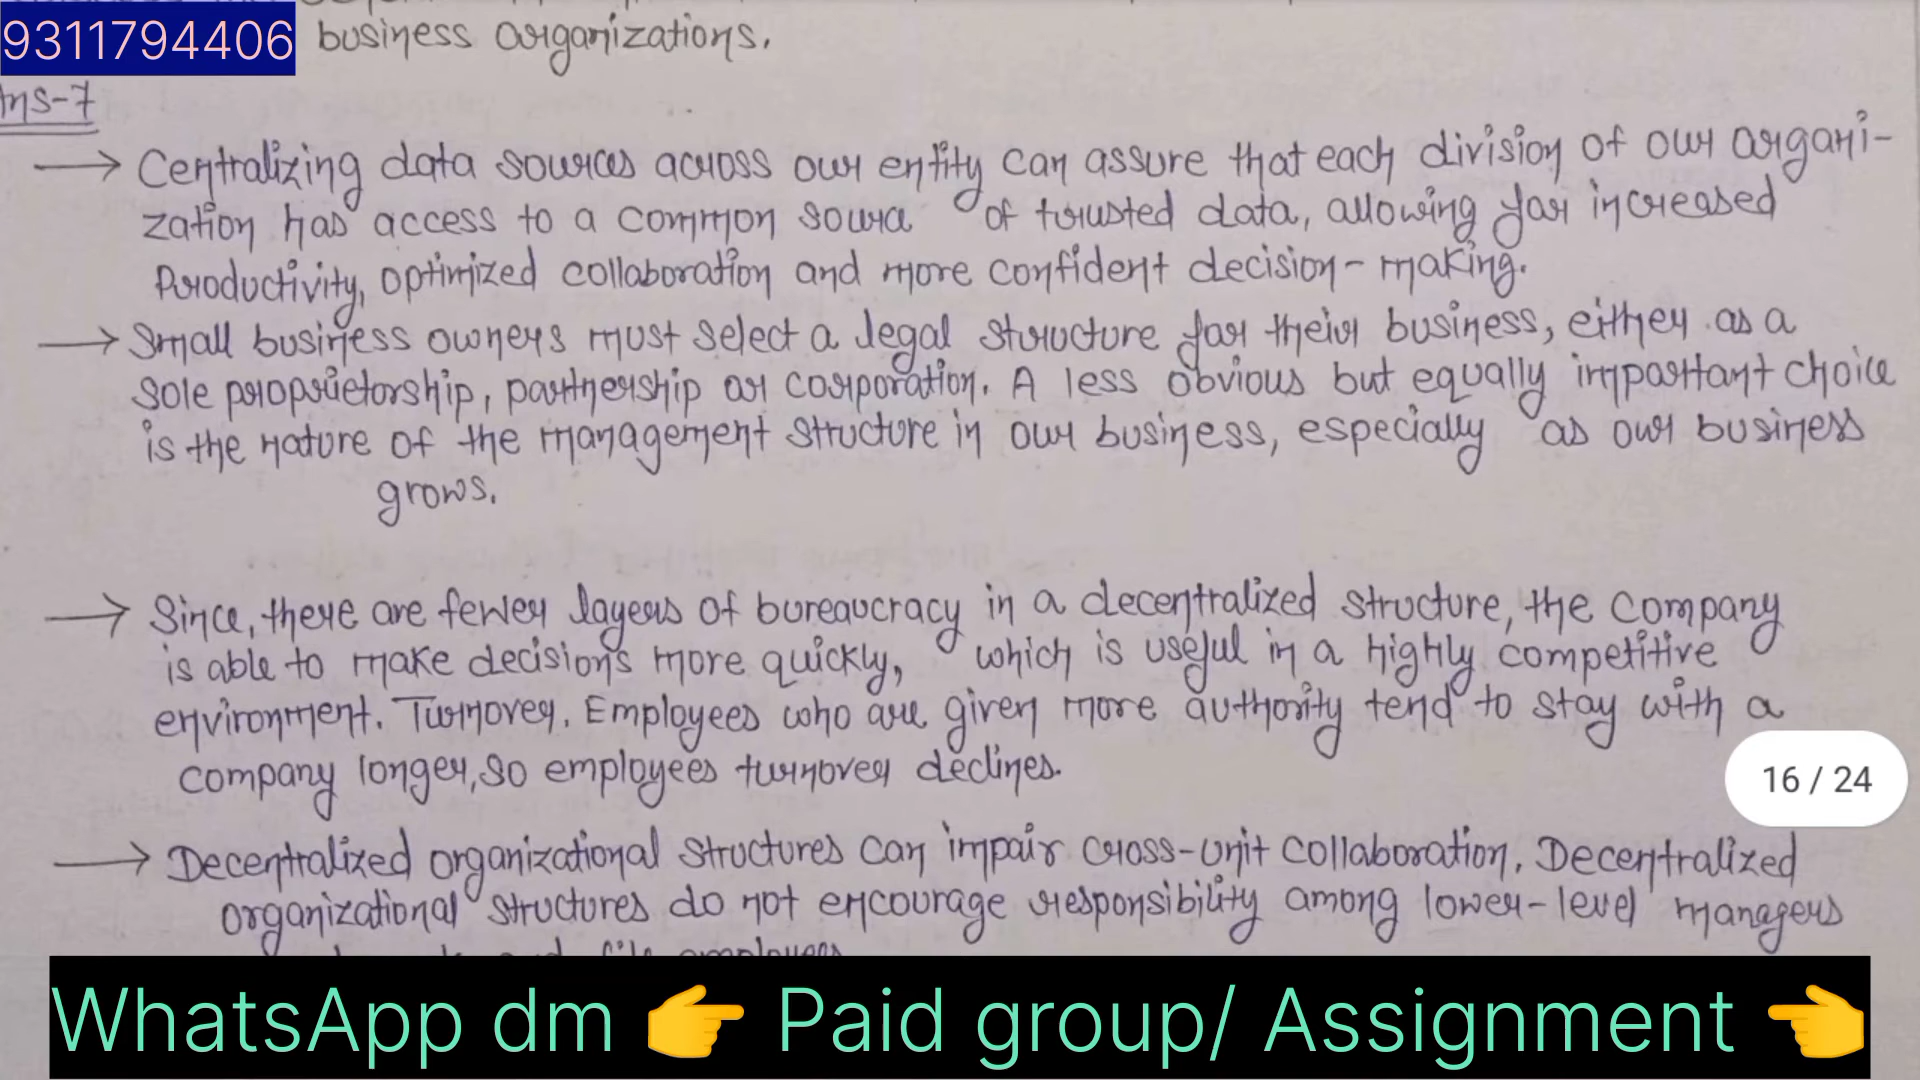 9311794406 business organizations.
Ans-7
→ Centralizing data sources across our entity can assure that each division of our organi-
zation has access to a common source of trusted data, allowing for increased
Productivity, optimized collaboration and more confident decision-making.
→ Small business owners must select a legal structure for their business, either as a
sole proprietorship, partnership or corporation. A less obvious but equally important choice
is the nature of the management structure in our business, especially as our business
grows.
→ Since, there are fewer layers of bureaucracy in a decentralized structure, the company
is able to make decisions more quickly, which is useful in a highly competitive
environment. Turnover. Employees who are given more authority tend to stay with a
company longer, so employees turnover declines.
16 / 24
→ Decentralized organizational structures can impair cross-unit collaboration. Decentralized
organizational structures do not encourage responsibility among lower-level managers
employees
WhatsApp dm 👉 Paid group/ Assignment 👈